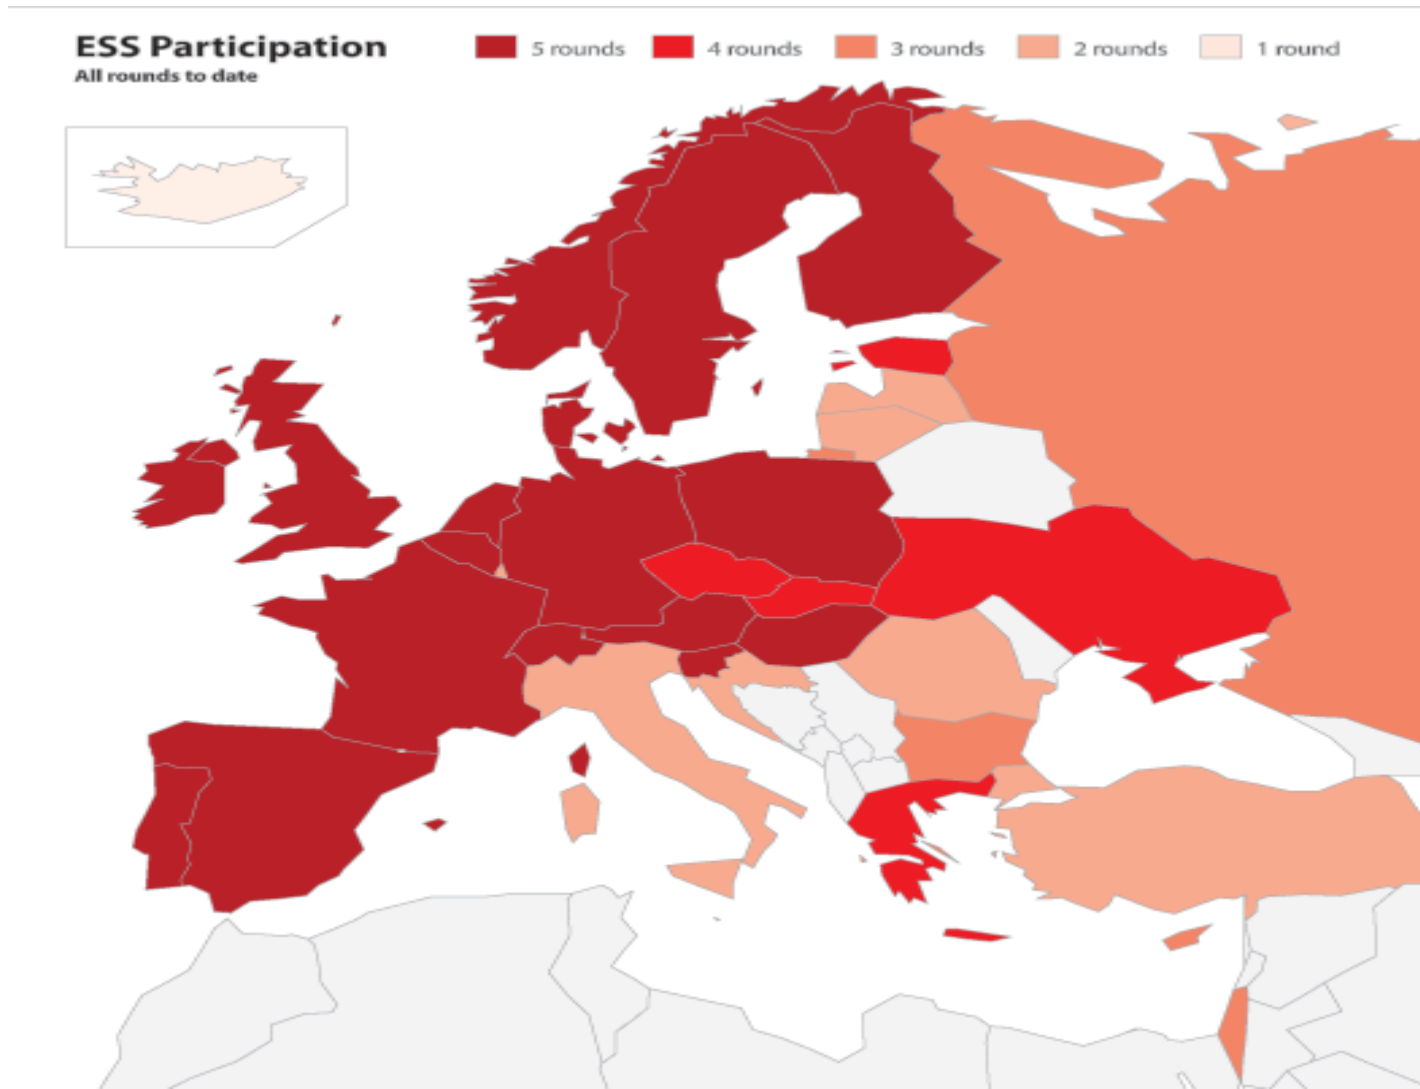 ESS Participation
All rounds to date
5 rounds
4 rounds
3 rounds
2 rounds
1 round